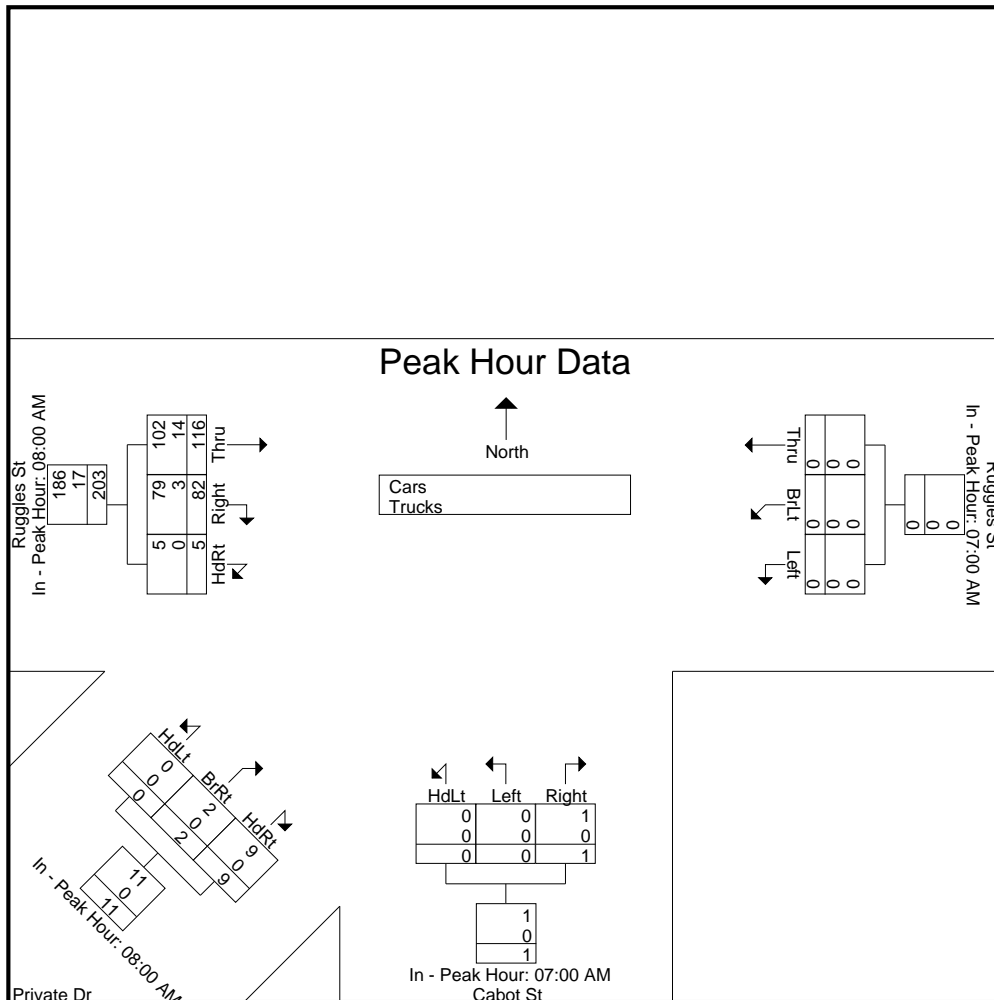 Peak Hour Data
North
Cars
Trucks
Ruggles St
In - Peak Hour: 08:00 AM
186
17
203
102
14
116
Thru
79
3
82
Right
5
0
5
HdRt
Thru
0
0
0
BrLt
0
0
0
Left
0
0
0
0
0
0
In - Peak Hour: 07:00 AM
Ruggles St
HdLt
BrRt
HdRt
0
0
0
2
0
2
9
0
9
11
0
11
In - Peak Hour: 08:00 AM
Private Dr
HdLt Left Right
0 0 1
0 0 0
0 0 1
1
0
1
In - Peak Hour: 07:00 AM
Cabot St